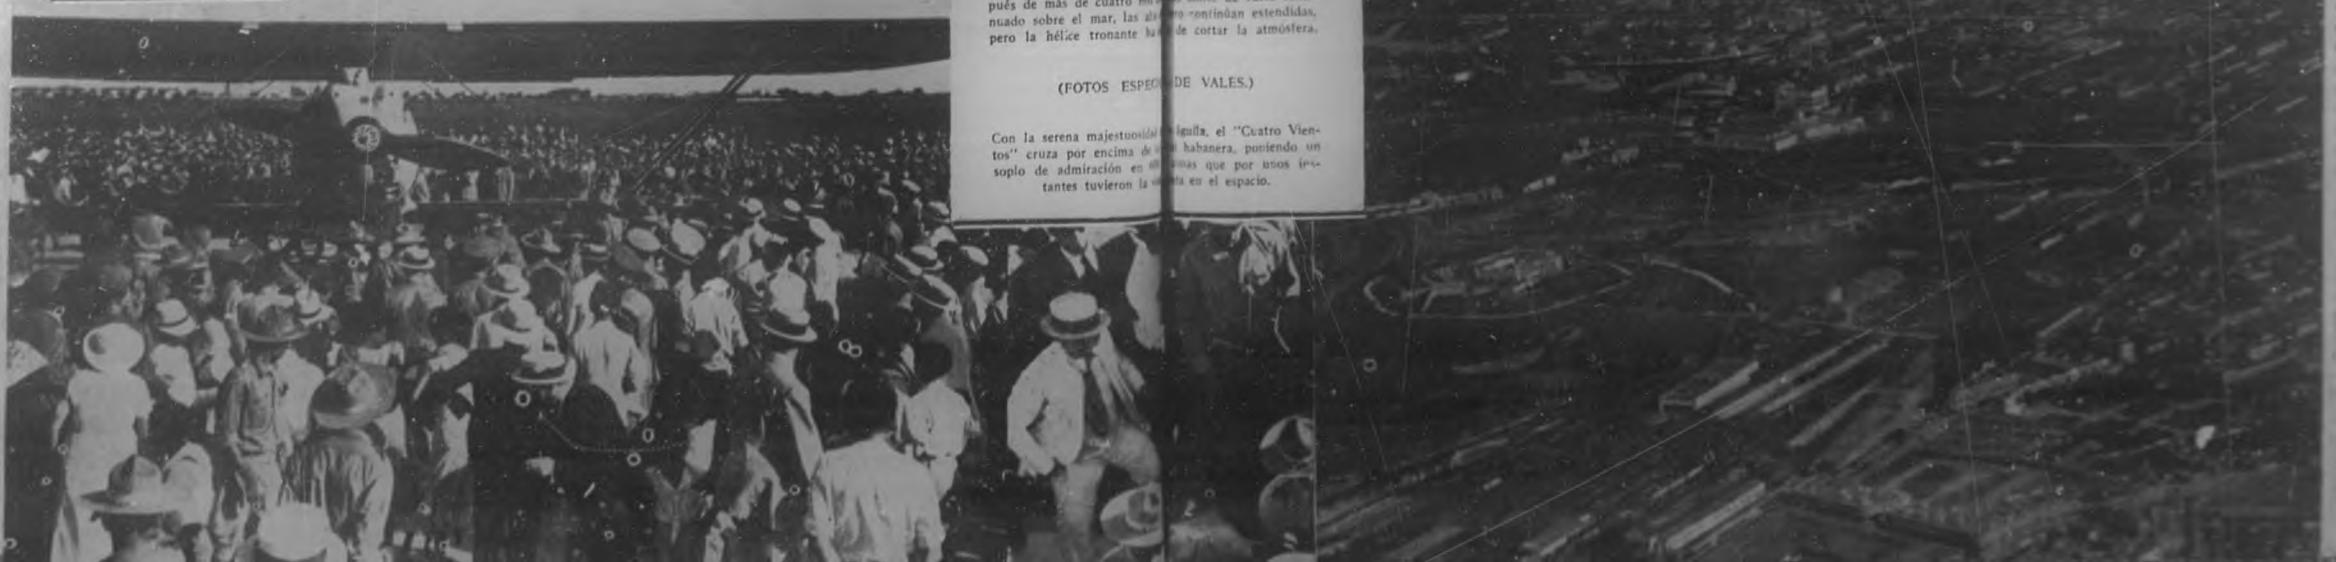 pués de más de cuatro
nuado sobre el mar, las continúan estendidas,
pero la hélice tronante de cortar la atmósfera.
(FOTOS ESPEC DE VALES.)
Con la serena majestuosidad águila, el "Cuatro Vien-
tos" cruza por encima de habanera, poniendo un
soplo de admiración en que por unos ins-
tantes tuvieron la en el espacio.